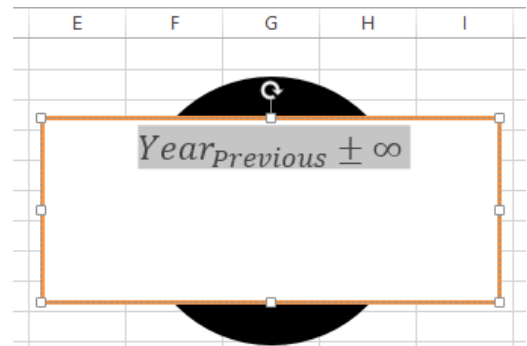 E F G H I
Year_Previous ± ∞